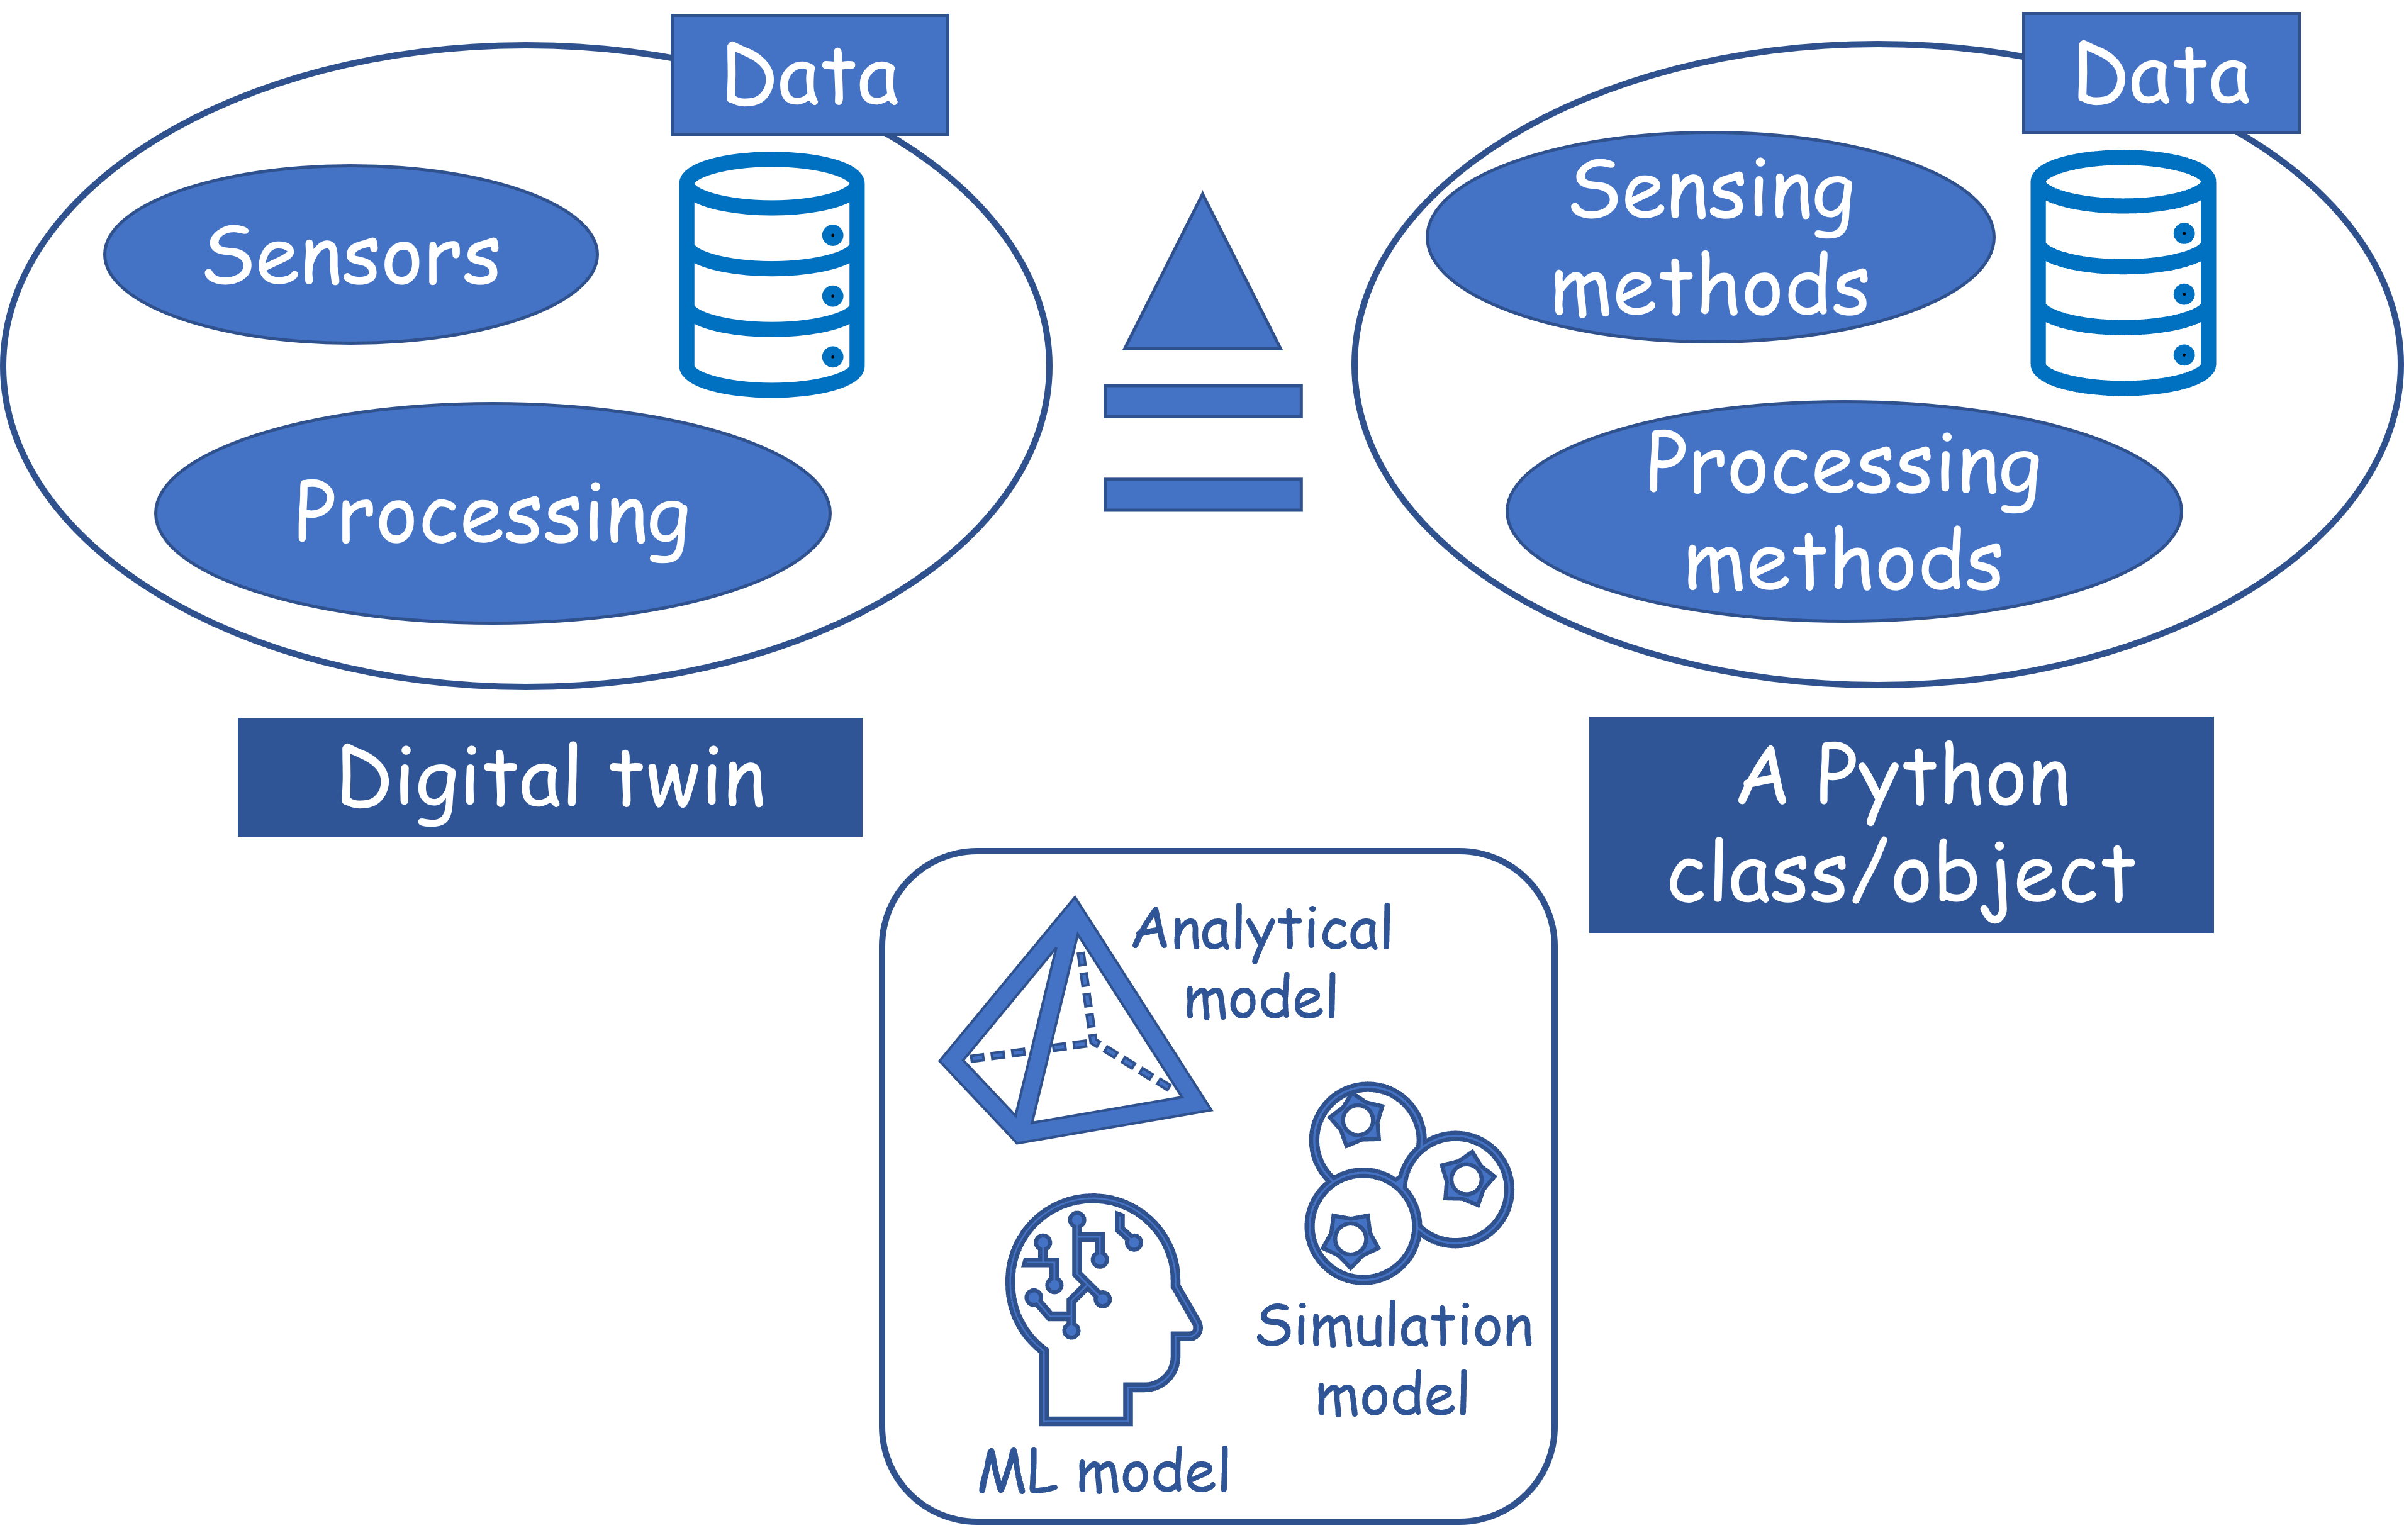 Data
Sensors
Processing
Digital twin
Data
Sensing
methods
Processing
methods
A Python
class/object
Analytical
model
Simulation
model
ML model